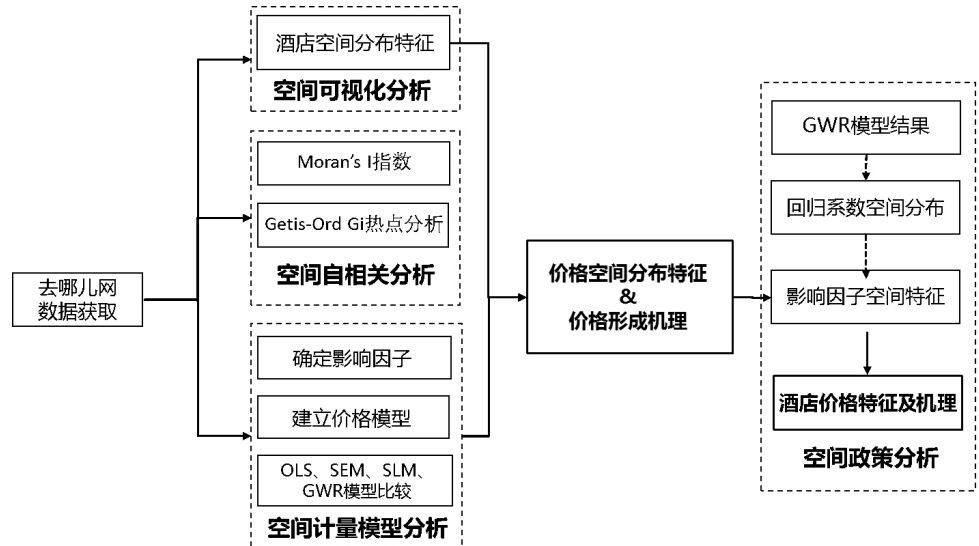 去哪儿网
数据获取
酒店空间分布特征
空间可视化分析
Moran's I指数
Getis-Ord Gi热点分析
空间自相关分析
确定影响因子
建立价格模型
OLS、SEM、SLM、
GWR模型比较
空间计量模型分析
价格空间分布特征
&
价格形成机理
GWR模型结果
回归系数空间分布
影响因子空间特征
酒店价格特征及机理
空间政策分析